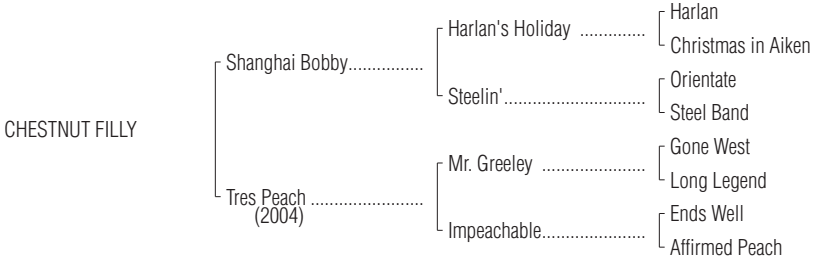 Harlan
Harlan's Holiday ..............
Christmas in Aiken
Shanghai Bobby................
Orientate
Steelin'..............................
Steel Band
CHESTNUT FILLY
Gone West
Mr. Greeley ......................
Long Legend
Tres Peach ........................
(2004)
Ends Well
Impeachable......................
Affirmed Peach